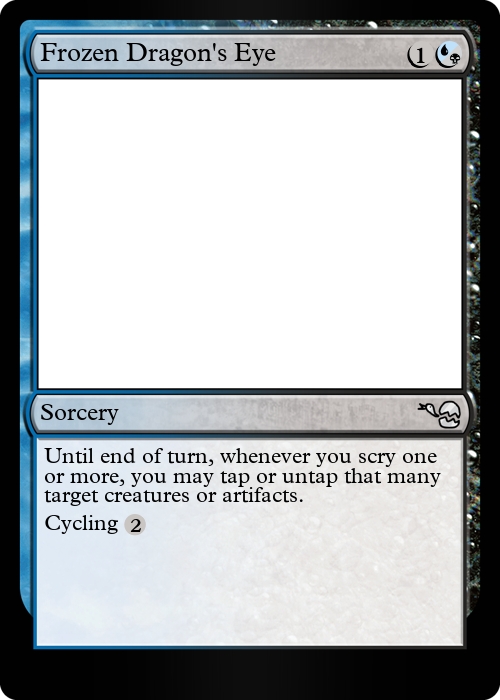 Frozen Dragon's Eye 1
Sorcery
Until end of turn, whenever you scry one
or more, you may tap or untap that many
target creatures or artifacts.
Cycling 2